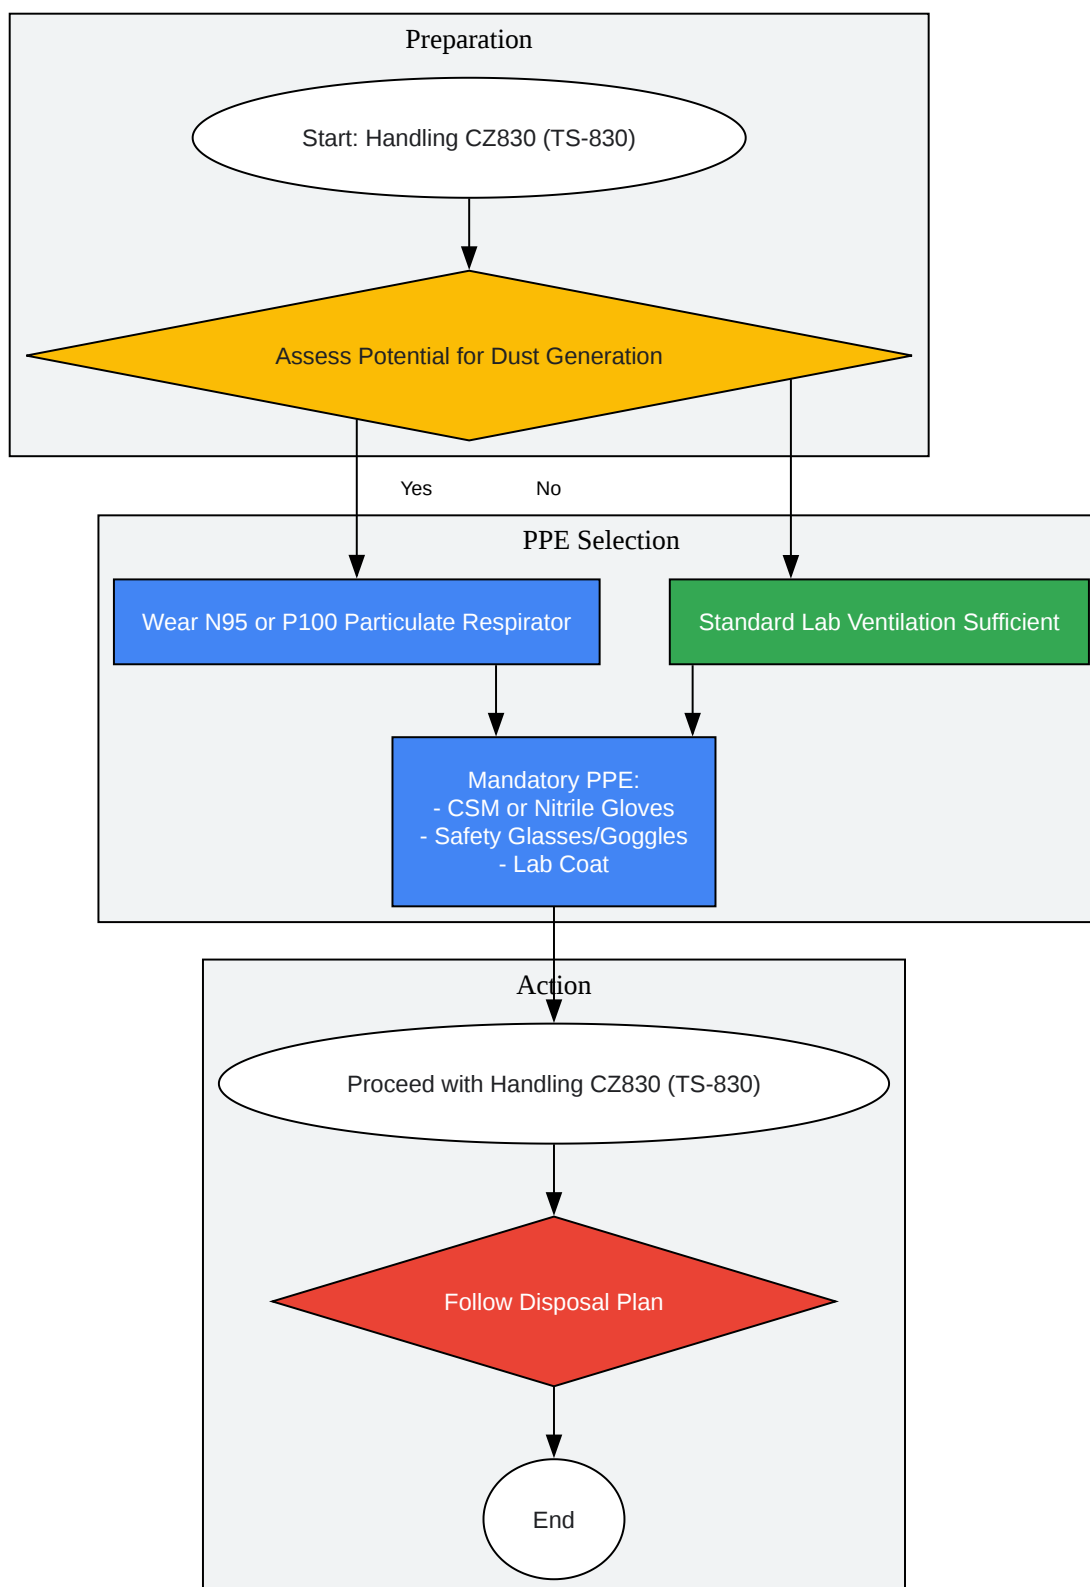 Preparation
Start: Handling CZ830 (TS-830)
Assess Potential for Dust Generation
Yes
No
PPE Selection
Wear N95 or P100 Particulate Respirator
Standard Lab Ventilation Sufficient
Mandatory PPE:
- CSM or Nitrile Gloves
- Safety Glasses/Goggles
- Lab Coat
Action
Proceed with Handling CZ830 (TS-830)
Follow Disposal Plan
End